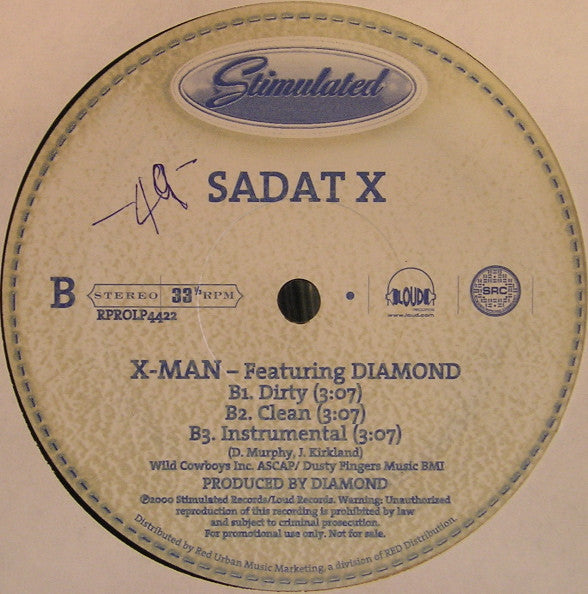 Stimulated
-49-
SADAT X
B
STEREO 33 ⅓ RPM
RPROLP4422
LOUD
records
www.loud.com
SRC
X-MAN – Featuring DIAMOND
B1. Dirty (3:07)
B2. Clean (3:07)
B3. Instrumental (3:07)
(D. Murphy, J. Kirkland)
Wild Cowboys Inc. ASCAP/ Dusty Fingers Music BMI
PRODUCED BY DIAMOND
℗2000 Stimulated Records/Loud Records. Warning: Unauthorized
reproduction of this recording is prohibited by law
and subject to criminal prosecution.
For promotional use only. Not for sale.
Distributed by Red Urban Music Marketing, a division of RED Distribution.